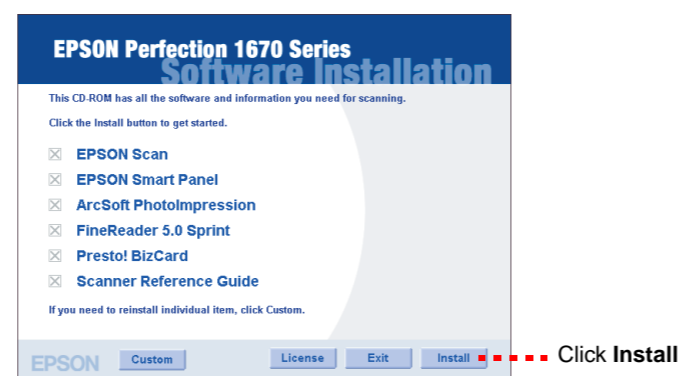 EPSON Perfection 1670 Series
Software Installation
This CD-ROM has all the software and information you need for scanning.
Click the Install button to get started.
EPSON Scan
EPSON Smart Panel
ArcSoft PhotoImpression
FineReader 5.0 Sprint
Presto! BizCard
Scanner Reference Guide
If you need to reinstall individual item, click Custom.
EPSON Custom License Exit Install Click Install